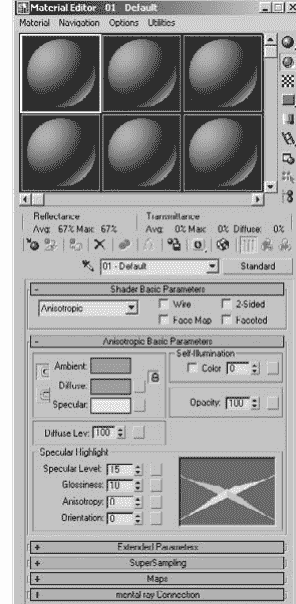 Material Editor 01 Default
Material Navigation Options Utilities
Reflectance Transmittance
Avg: 67% Max: 67% Avg: 0% Max: 0% Diffuse: 0%
01 - Default Standard
- Shader Basic Parameters
Anisotropic Wire 2-Sided
Face Map Faceted
- Anisotropic Basic Parameters
Self-Illumination
Ambient: Color 0
Diffuse:
Specular: Opacity: 100
Diffuse Lev: 100
Specular Highlight
Specular Level: 15
Glossiness: 10
Anisotropy: 0
Orientation: 0
+ Extended Parameters
+ SuperSampling
+ Maps
+ mental ray Connection